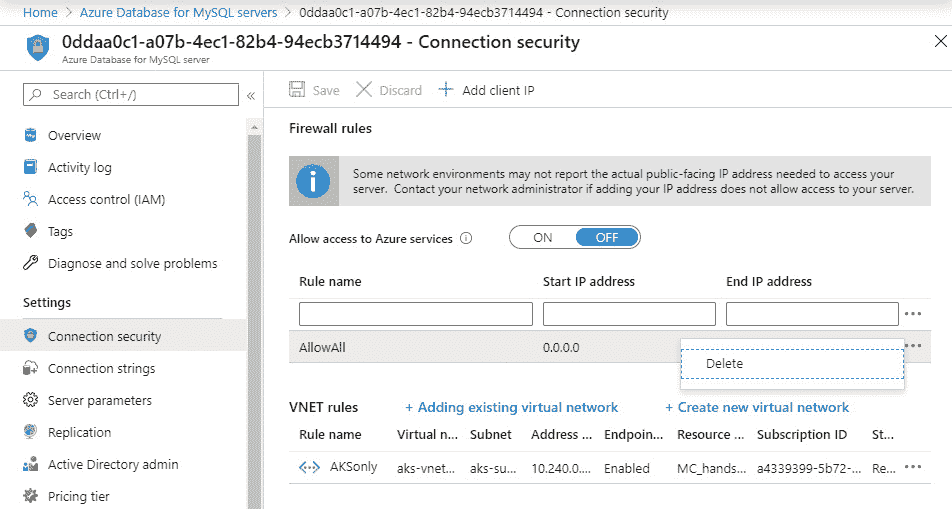 Home > Azure Database for MySQL servers > 0ddaa0c1-a07b-4ec1-82b4-94ecb3714494 - Connection security
0ddaa0c1-a07b-4ec1-82b4-94ecb3714494 - Connection security
Azure Database for MySQL server
Search (Ctrl+/)
Overview
Activity log
Access control (IAM)
Tags
Diagnose and solve problems
Settings
Connection security
Connection strings
Server parameters
Replication
Active Directory admin
Pricing tier
Save Discard Add client IP
Firewall rules
Some network environments may not report the actual public-facing IP address needed to access your
server. Contact your network administrator if adding your IP address does not allow access to your server.
Allow access to Azure services ON OFF
Rule name Start IP address End IP address
AllowAll 0.0.0.0
Delete
VNET rules + Adding existing virtual network + Create new virtual network
Rule name Virtual n... Subnet Address ... Endpoin... Resource ... Subscription ID St...
AKSonly aks-vnet... aks-su... 10.240.0.... Enabled MC_hands... a4339399-5b72-... Re...